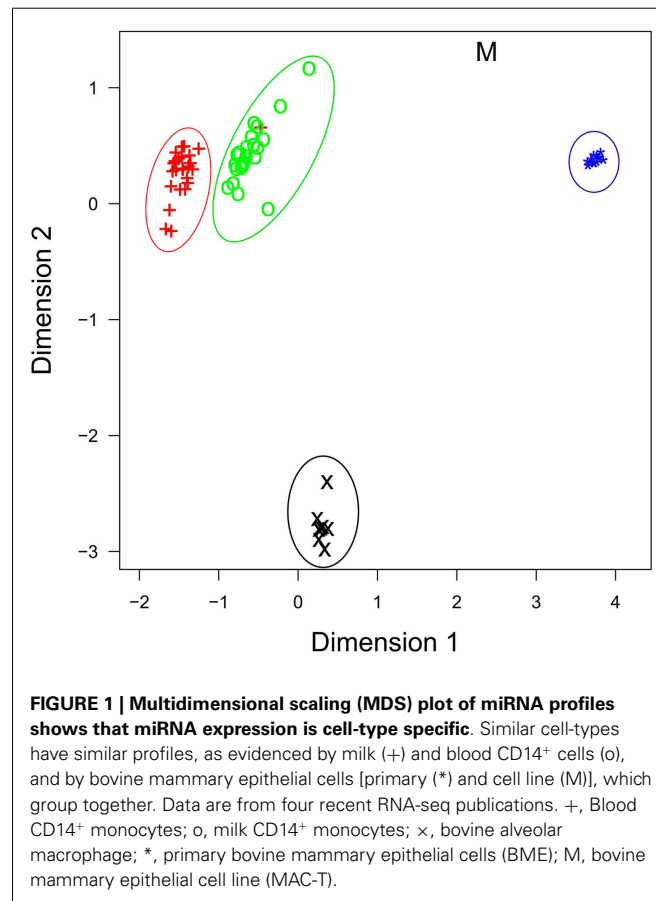 M
1
0
−1
−2
−3
Dimension 2
−2 −1 0 1 2 3 4
Dimension 1
FIGURE 1 | Multidimensional scaling (MDS) plot of miRNA profiles
shows that miRNA expression is cell-type specific. Similar cell-types
have similar profiles, as evidenced by milk (+) and blood CD14⁺ cells (o),
and by bovine mammary epithelial cells [primary (*) and cell line (M)], which
group together. Data are from four recent RNA-seq publications. +, Blood
CD14⁺ monocytes; o, milk CD14⁺ monocytes; ×, bovine alveolar
macrophage; *, primary bovine mammary epithelial cells (BME); M, bovine
mammary epithelial cell line (MAC-T).